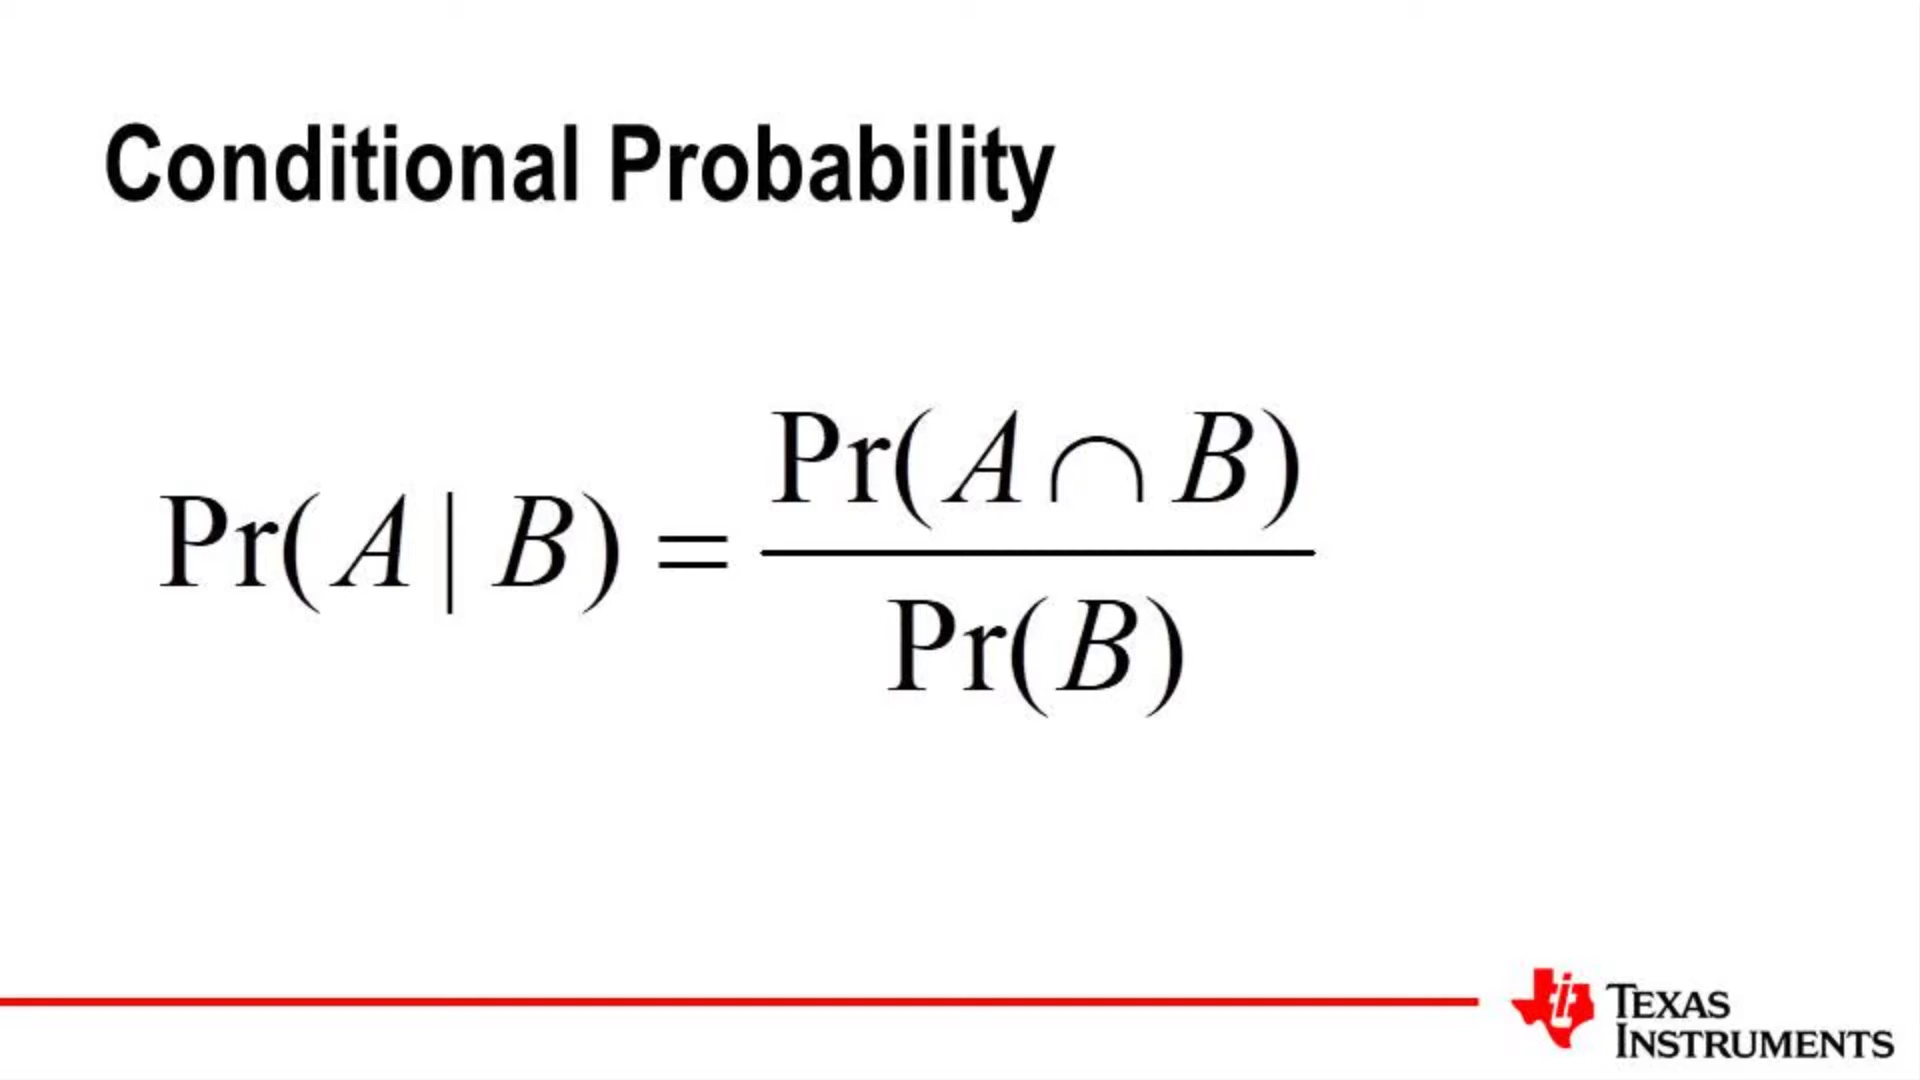 Conditional Probability
Pr(A | B) = Pr(A ∩ B) / Pr(B)
TEXAS
INSTRUMENTS